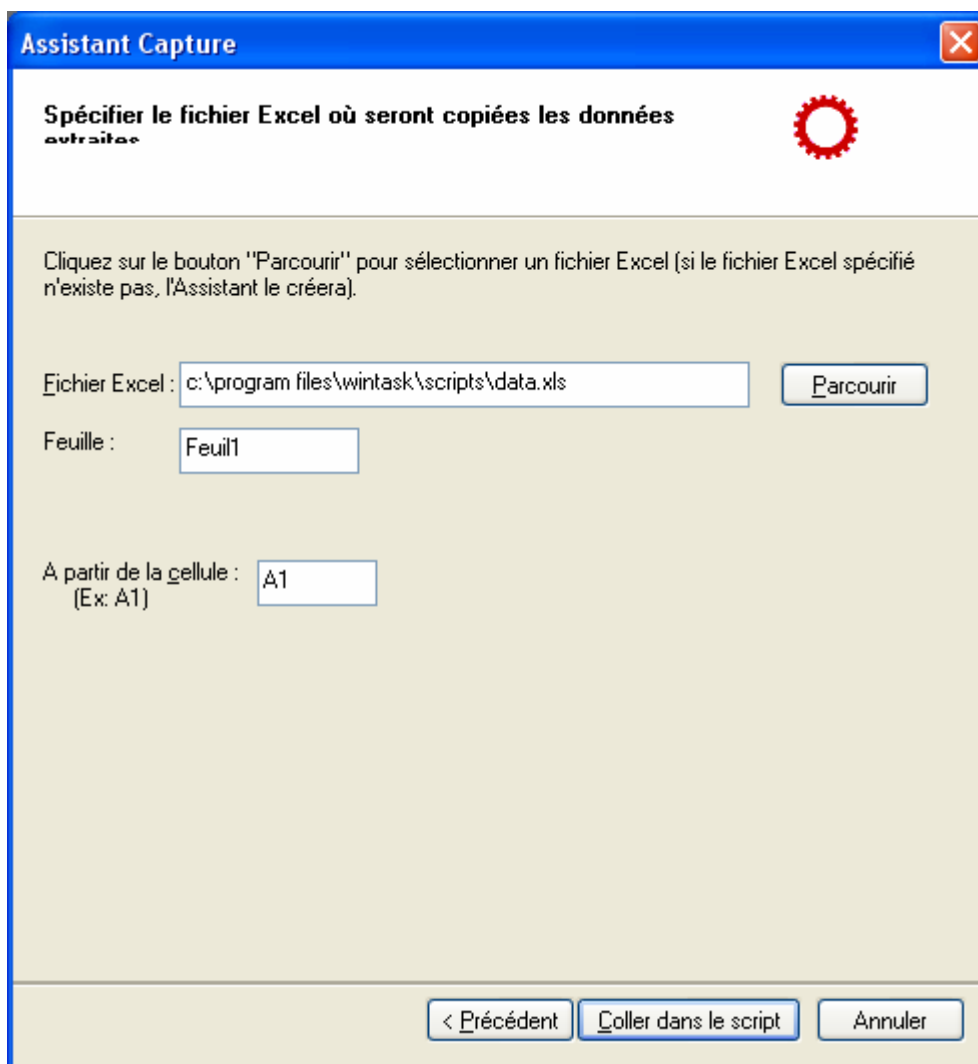 Assistant Capture
Spécifier le fichier Excel où seront copiées les données
extraites
Cliquez sur le bouton "Parcourir" pour sélectionner un fichier Excel (si le fichier Excel spécifié
n'existe pas, l'Assistant le créera).
Fichier Excel : c:\program files\wintask\scripts\data.xls Parcourir
Feuille : Feuil1
A partir de la cellule : A1
(Ex: A1)
< Précédent Coller dans le script Annuler